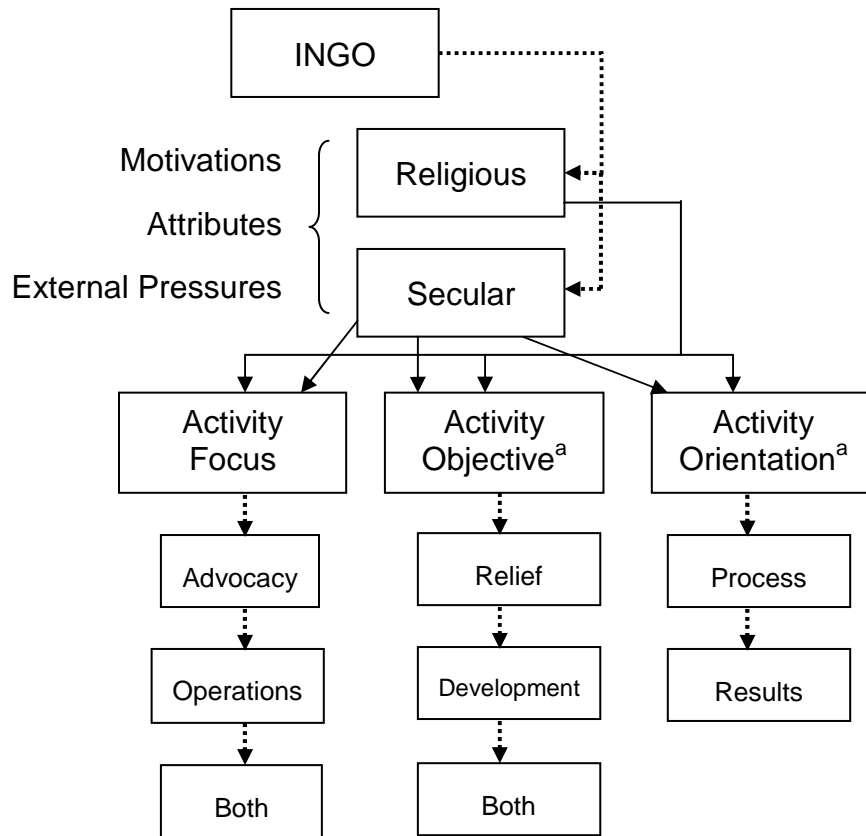 INGO
Motivations
Attributes
External Pressures
Religious
Secular
Activity
Focus
Activity
Objectiveᵃ
Activity
Orientationᵃ
Advocacy
Relief
Process
Operations
Development
Results
Both
Both